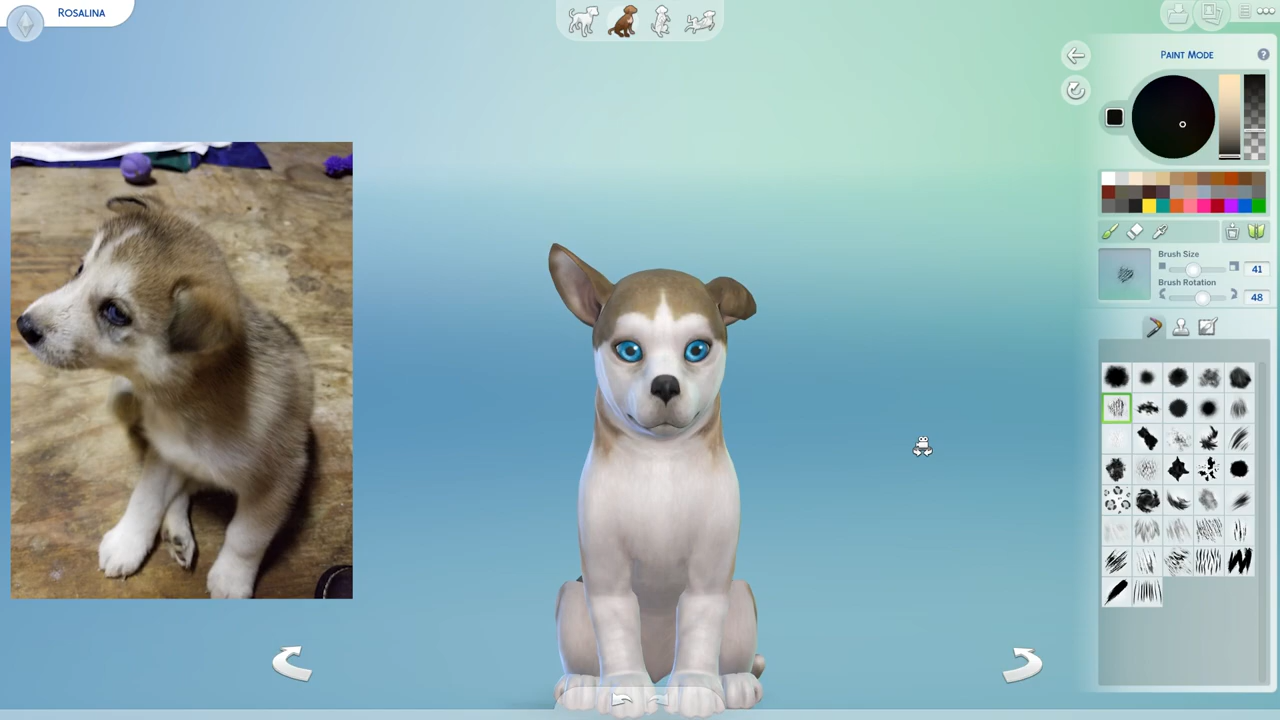 ROSALINA
PAINT MODE
?
Brush Size
41
Brush Rotation
48